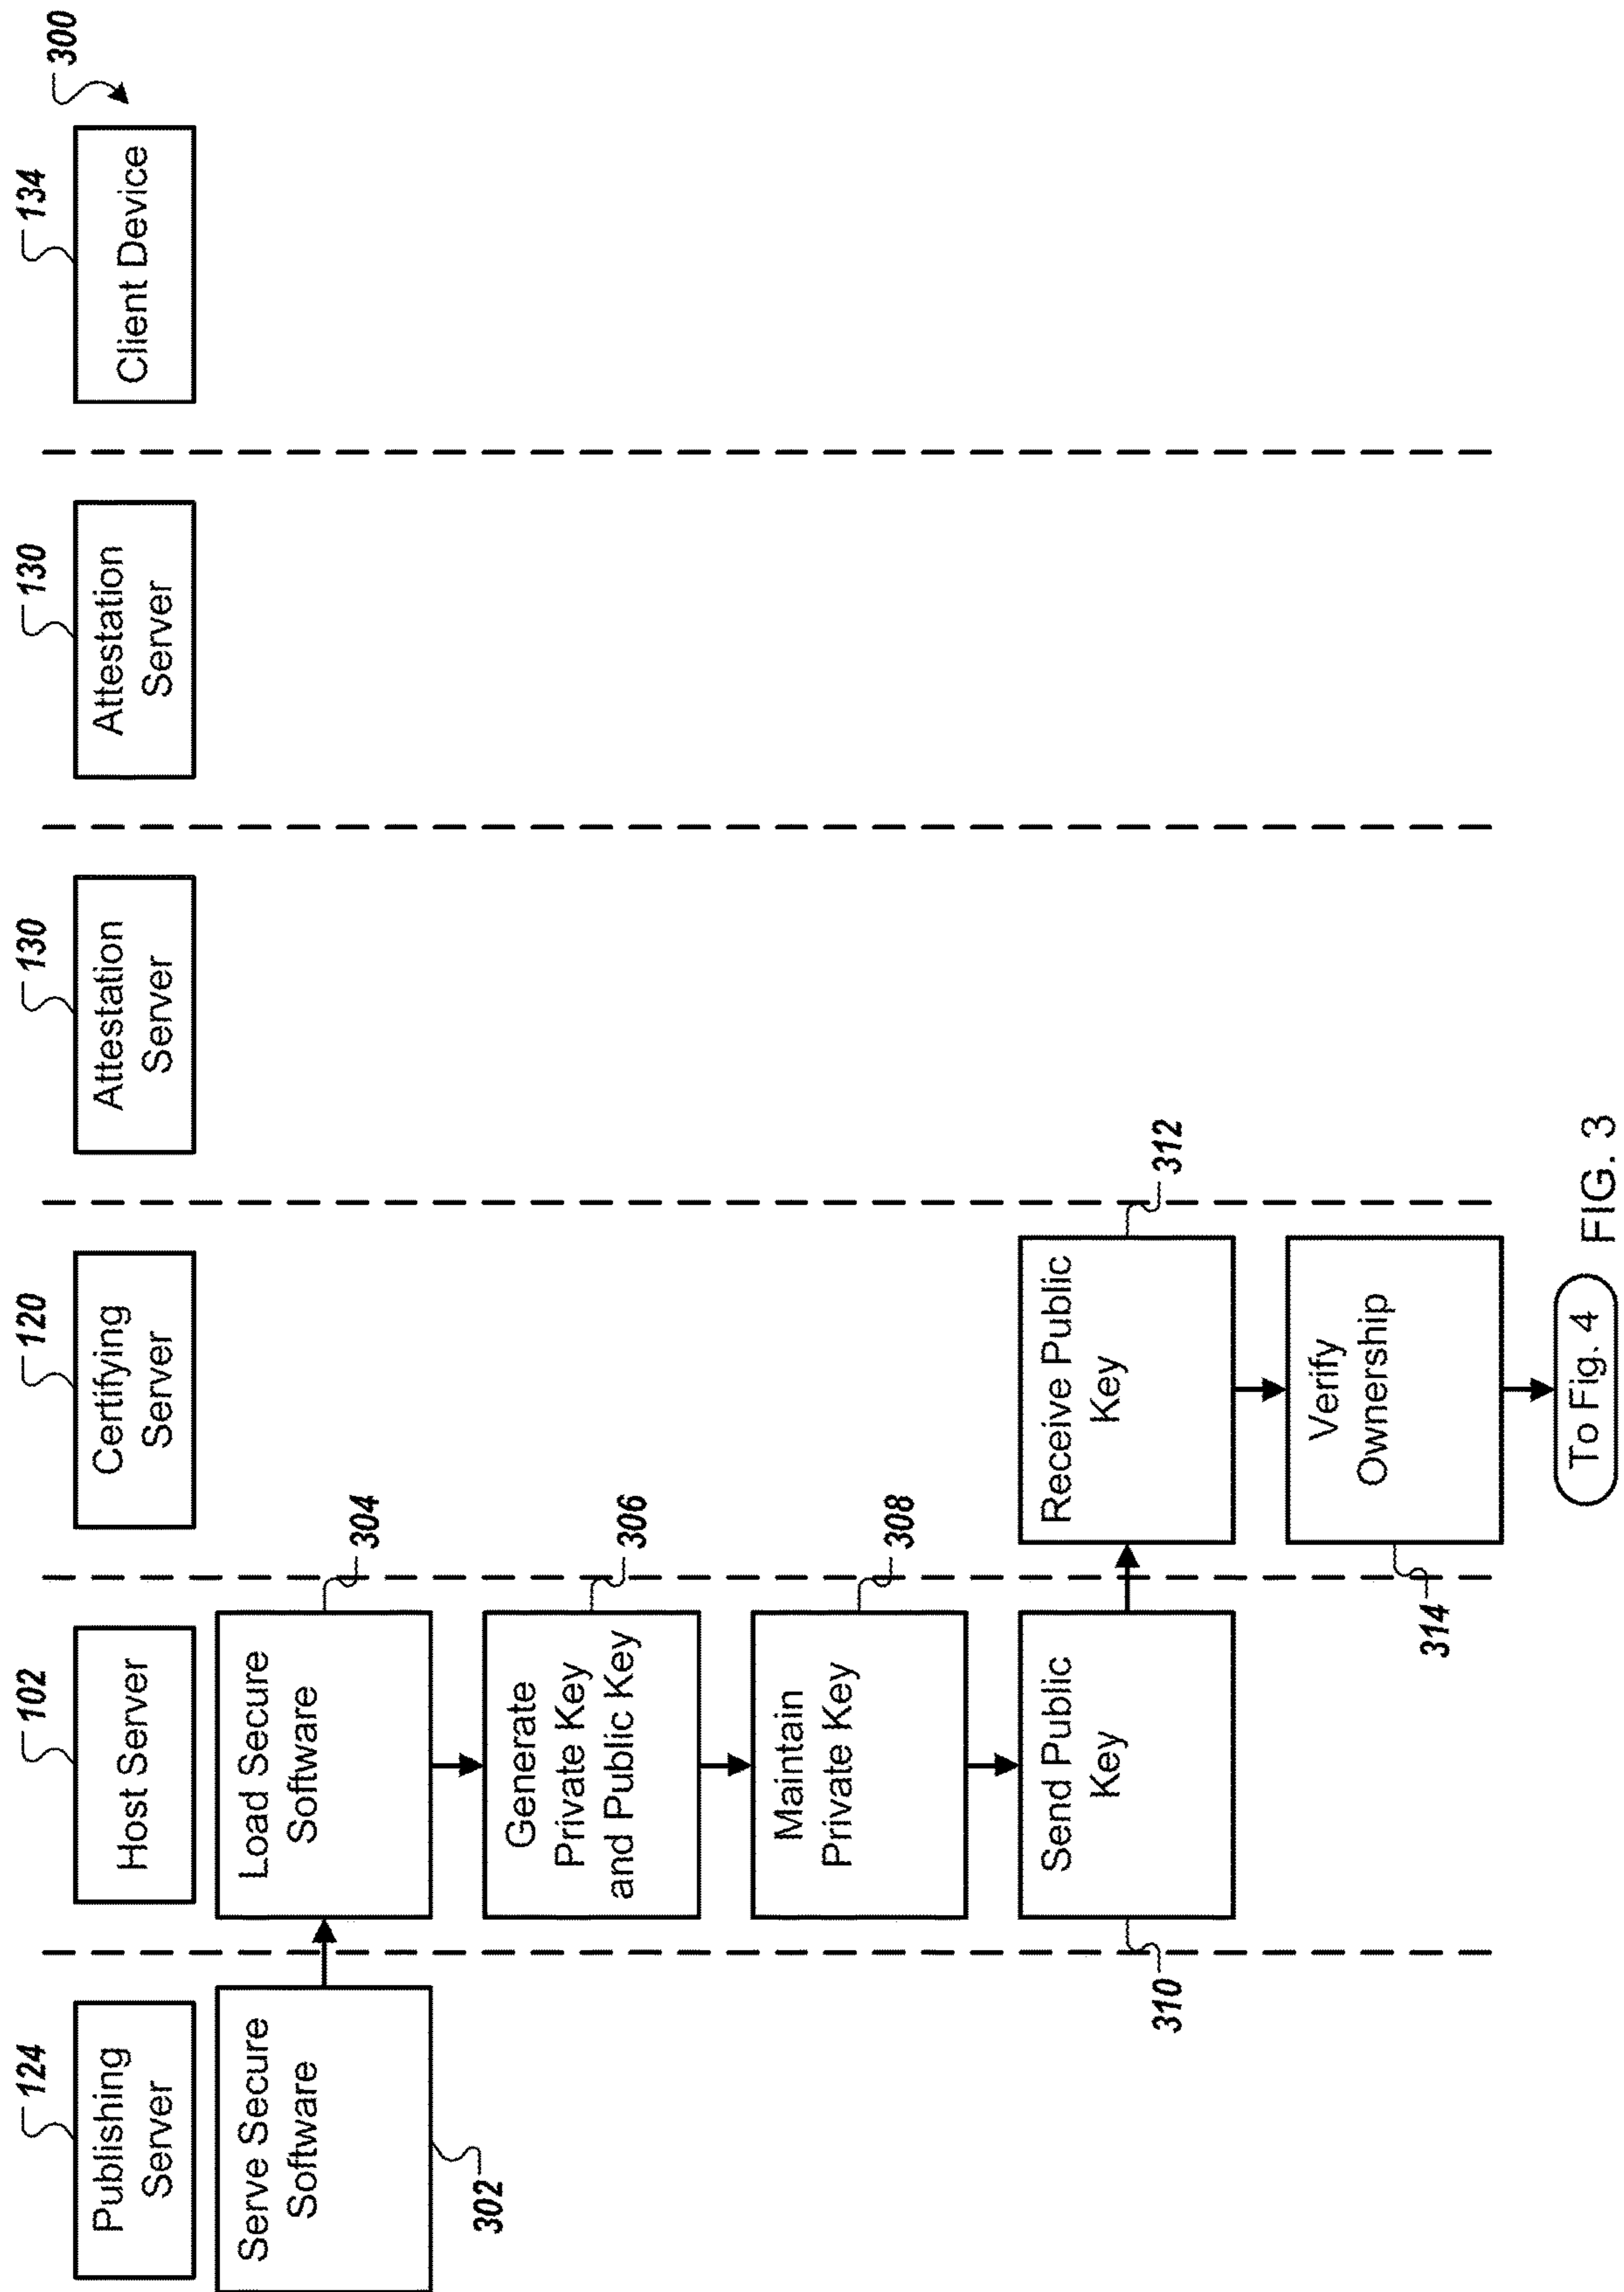 300
124
Publishing
Server
102
Host Server
120
Certifying
Server
130
Attestation
Server
130
Attestation
Server
134
Client Device
Serve Secure
Software
302
Load Secure
Software
304
Generate
Private Key
and Public Key
306
Maintain
Private Key
308
Send Public
Key
310
Receive Public
Key
312
Verify
Ownership
314
To Fig. 4
FIG. 3